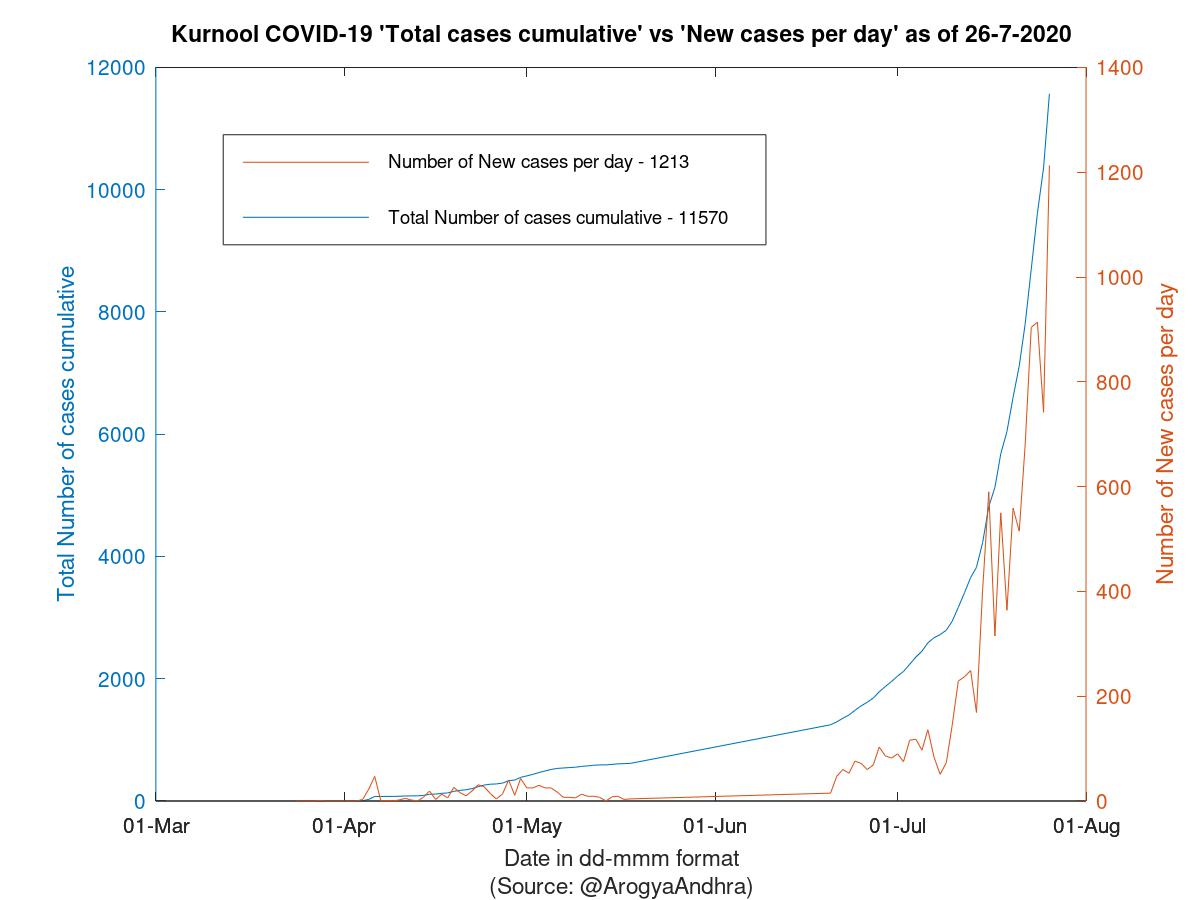 Kurnool COVID-19 'Total cases cumulative' vs 'New cases per day' as of 26-7-2020
12000
10000
8000
6000
4000
2000
0
Total Number of cases cumulative
Number of New cases per day - 1213
Total Number of cases cumulative - 11570
1400
1200
1000
800
600
400
200
0
Number of New cases per day
01-Mar 01-Apr 01-May 01-Jun 01-Jul 01-Aug
Date in dd-mmm format
(Source: @ArogyaAndhra)